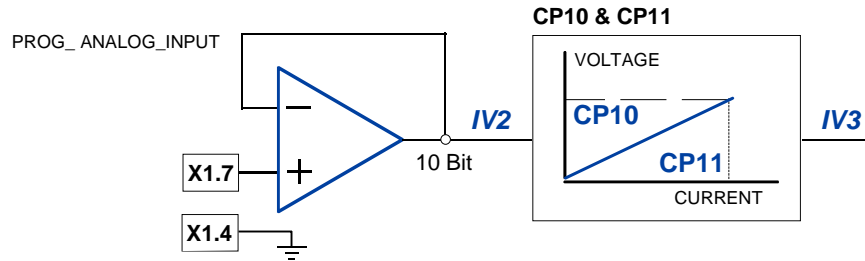 CP10 & CP11
PROG_ ANALOG_INPUT
VOLTAGE
CP10
CP11
CURRENT
IV2
IV3
10 Bit
X1.7
X1.4